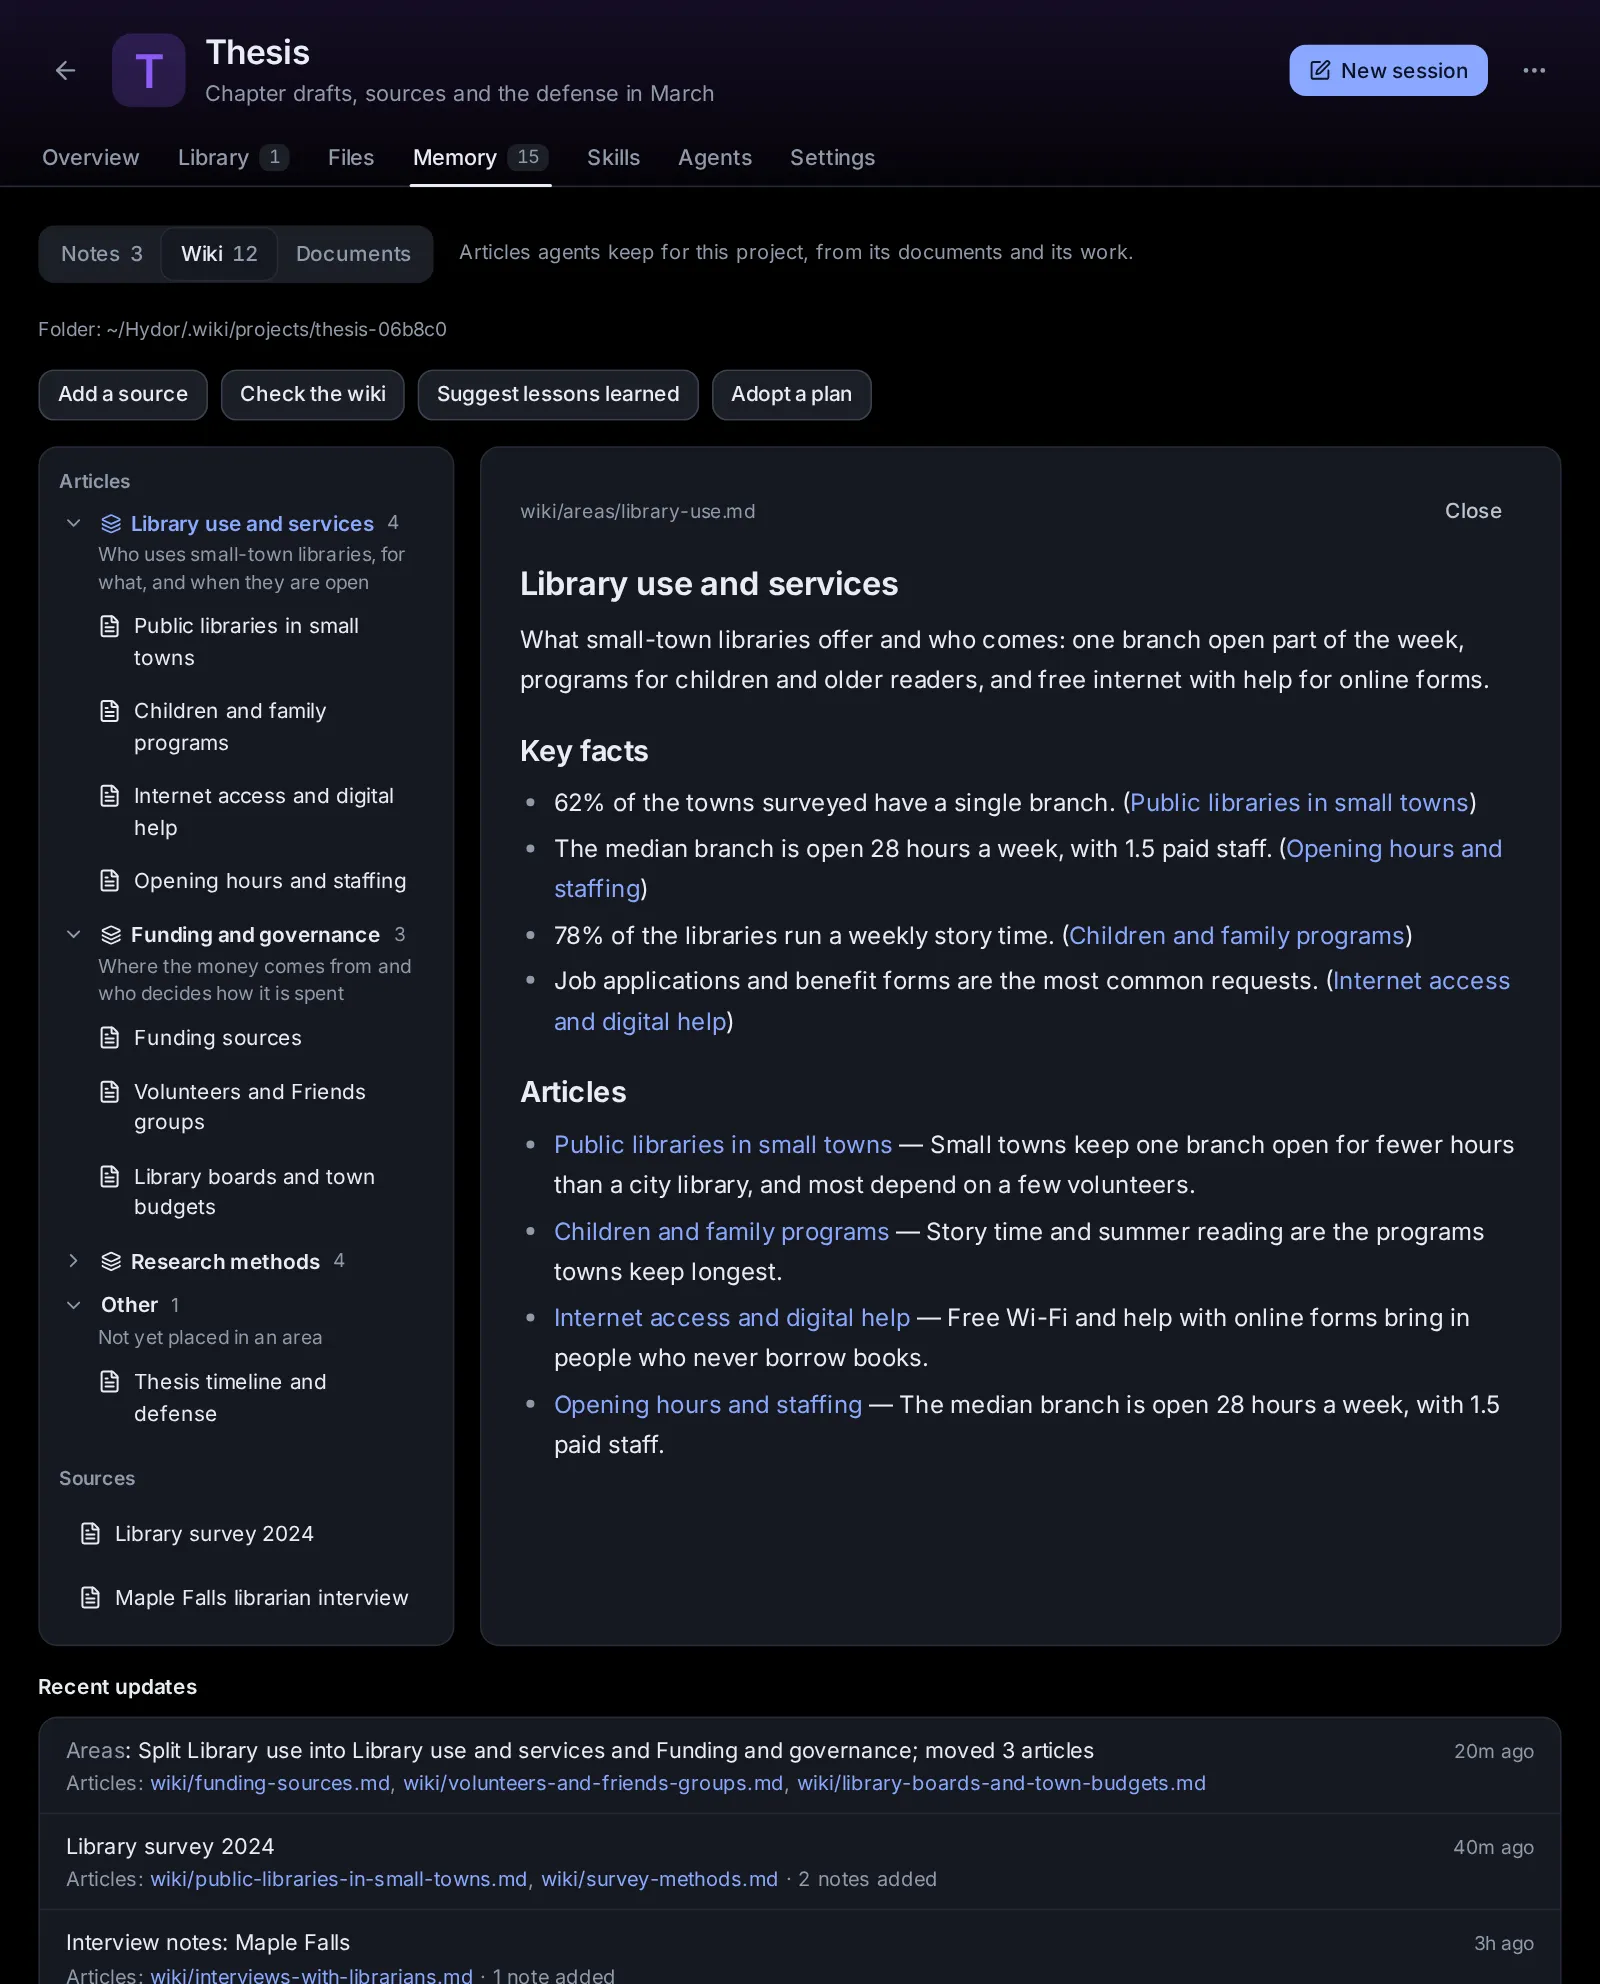 Thesis
Chapter drafts, sources and the defense in March
New session
Overview
Library 1
Files
Memory 15
Skills
Agents
Settings
Notes 3
Wiki 12
Documents
Articles agents keep for this project, from its documents and its work.
Folder: ~/Hydor/.wiki/projects/thesis-06b8c0
Add a source
Check the wiki
Suggest lessons learned
Adopt a plan
Articles
Library use and services 4
Who uses small-town libraries, for
what, and when they are open
Public libraries in small
towns
Children and family
programs
Internet access and digital
help
Opening hours and staffing
Funding and governance 3
Where the money comes from and
who decides how it is spent
Funding sources
Volunteers and Friends
groups
Library boards and town
budgets
Research methods 4
Other 1
Not yet placed in an area
Thesis timeline and
defense
Sources
Library survey 2024
Maple Falls librarian interview
wiki/areas/library-use.md
Close
Library use and services
What small-town libraries offer and who comes: one branch open part of the week,
programs for children and older readers, and free internet with help for online forms.
Key facts
62% of the towns surveyed have a single branch. (Public libraries in small towns)
The median branch is open 28 hours a week, with 1.5 paid staff. (Opening hours and
staffing)
78% of the libraries run a weekly story time. (Children and family programs)
Job applications and benefit forms are the most common requests. (Internet access
and digital help)
Articles
Public libraries in small towns — Small towns keep one branch open for fewer hours
than a city library, and most depend on a few volunteers.
Children and family programs — Story time and summer reading are the programs
towns keep longest.
Internet access and digital help — Free Wi-Fi and help with online forms bring in
people who never borrow books.
Opening hours and staffing — The median branch is open 28 hours a week, with 1.5
paid staff.
Recent updates
Areas: Split Library use into Library use and services and Funding and governance; moved 3 articles
20m ago
Articles: wiki/funding-sources.md, wiki/volunteers-and-friends-groups.md, wiki/library-boards-and-town-budgets.md
Library survey 2024
40m ago
Articles: wiki/public-libraries-in-small-towns.md, wiki/survey-methods.md · 2 notes added
Interview notes: Maple Falls
3h ago
Articles: wiki/interviews-with-librarians.md · 1 note added